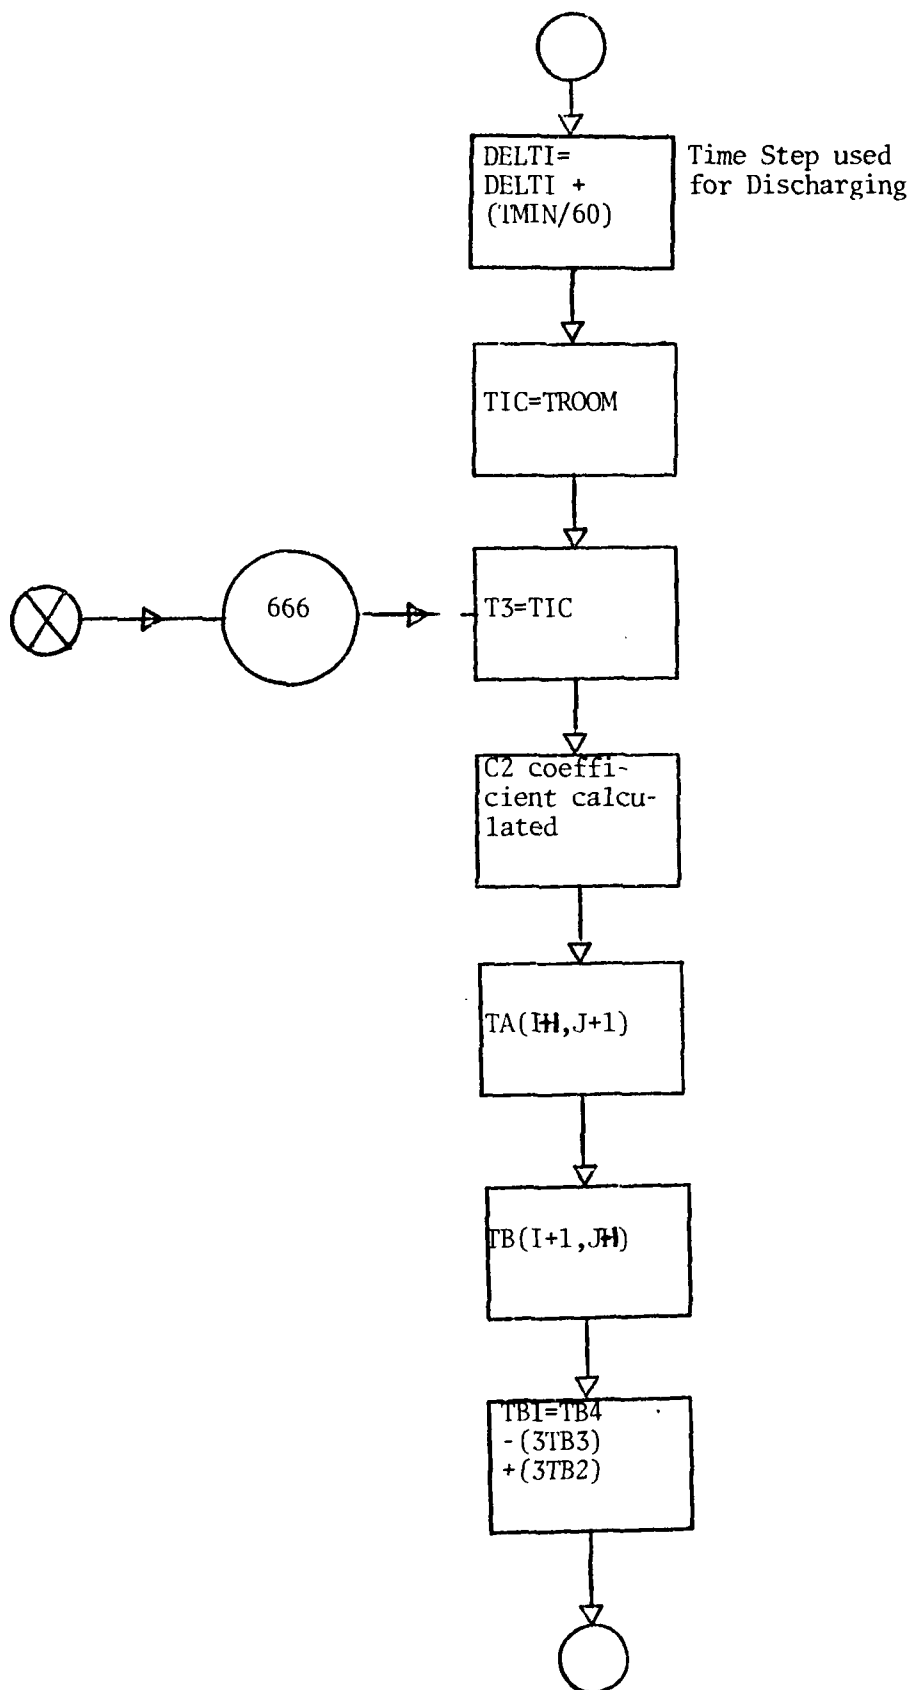 DELTI=
DELTI +
(TMIN/60)
Time Step used
for Discharging
TIC=TROOM
666
T3=TIC
C2 coeffi-
cient calcu-
lated
TA(I+1,J+1)
TB(I+1,J+1)
TB1=TB4
-(3TB3)
+(3TB2)